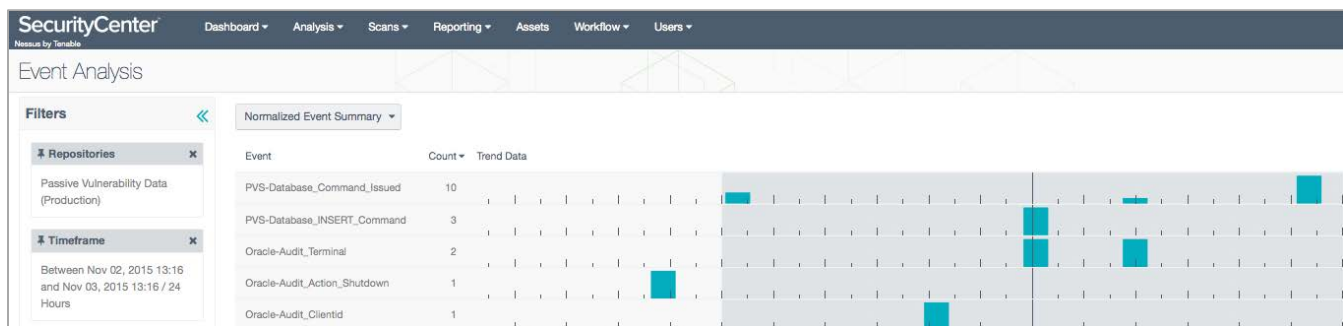 SecurityCenter
Nessus by Tenable
Dashboard Analysis Scans Reporting Assets Workflow Users
Event Analysis
Filters
Normalized Event Summary
Repositories
Passive Vulnerability Data
(Production)
Timeframe
Between Nov 02, 2015 13:16
and Nov 03, 2015 13:16 / 24
Hours
Event Count Trend Data
PVS-Database_Command_Issued 10
PVS-Database_INSERT_Command 3
Oracle-Audit_Terminal 2
Oracle-Audit_Action_Shutdown 1
Oracle-Audit_Clientid 1